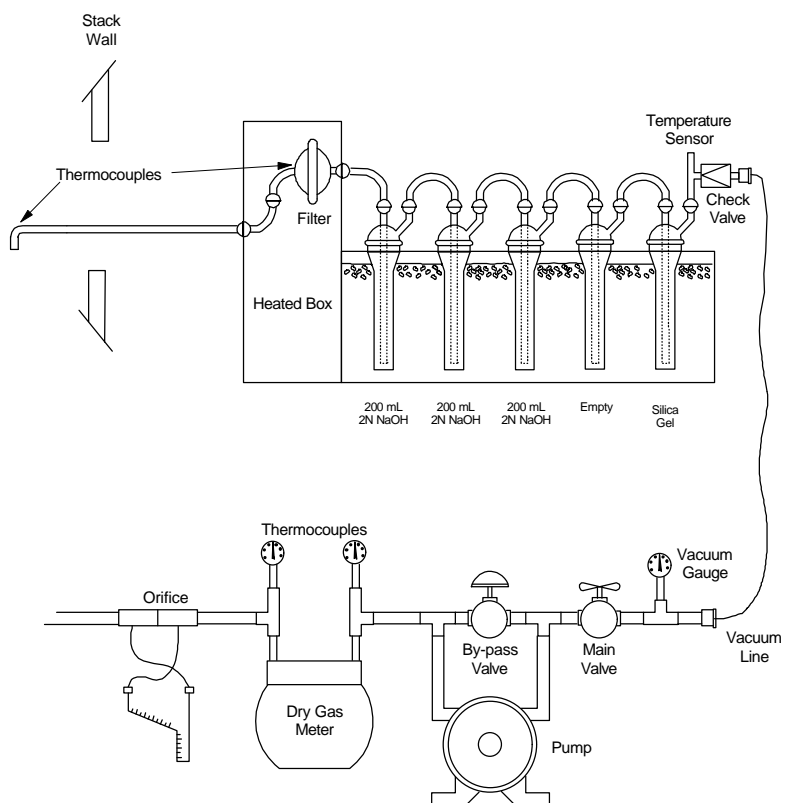 Stack
Wall
Temperature
Sensor
Thermocouples
Filter
Check
Valve
Heated Box
200 mL
2N NaOH
200 mL
2N NaOH
200 mL
2N NaOH
Empty
Silica
Gel
Thermocouples
Vacuum
Gauge
Orifice
By-pass
Valve
Main
Valve
Vacuum
Line
Dry Gas
Meter
Pump